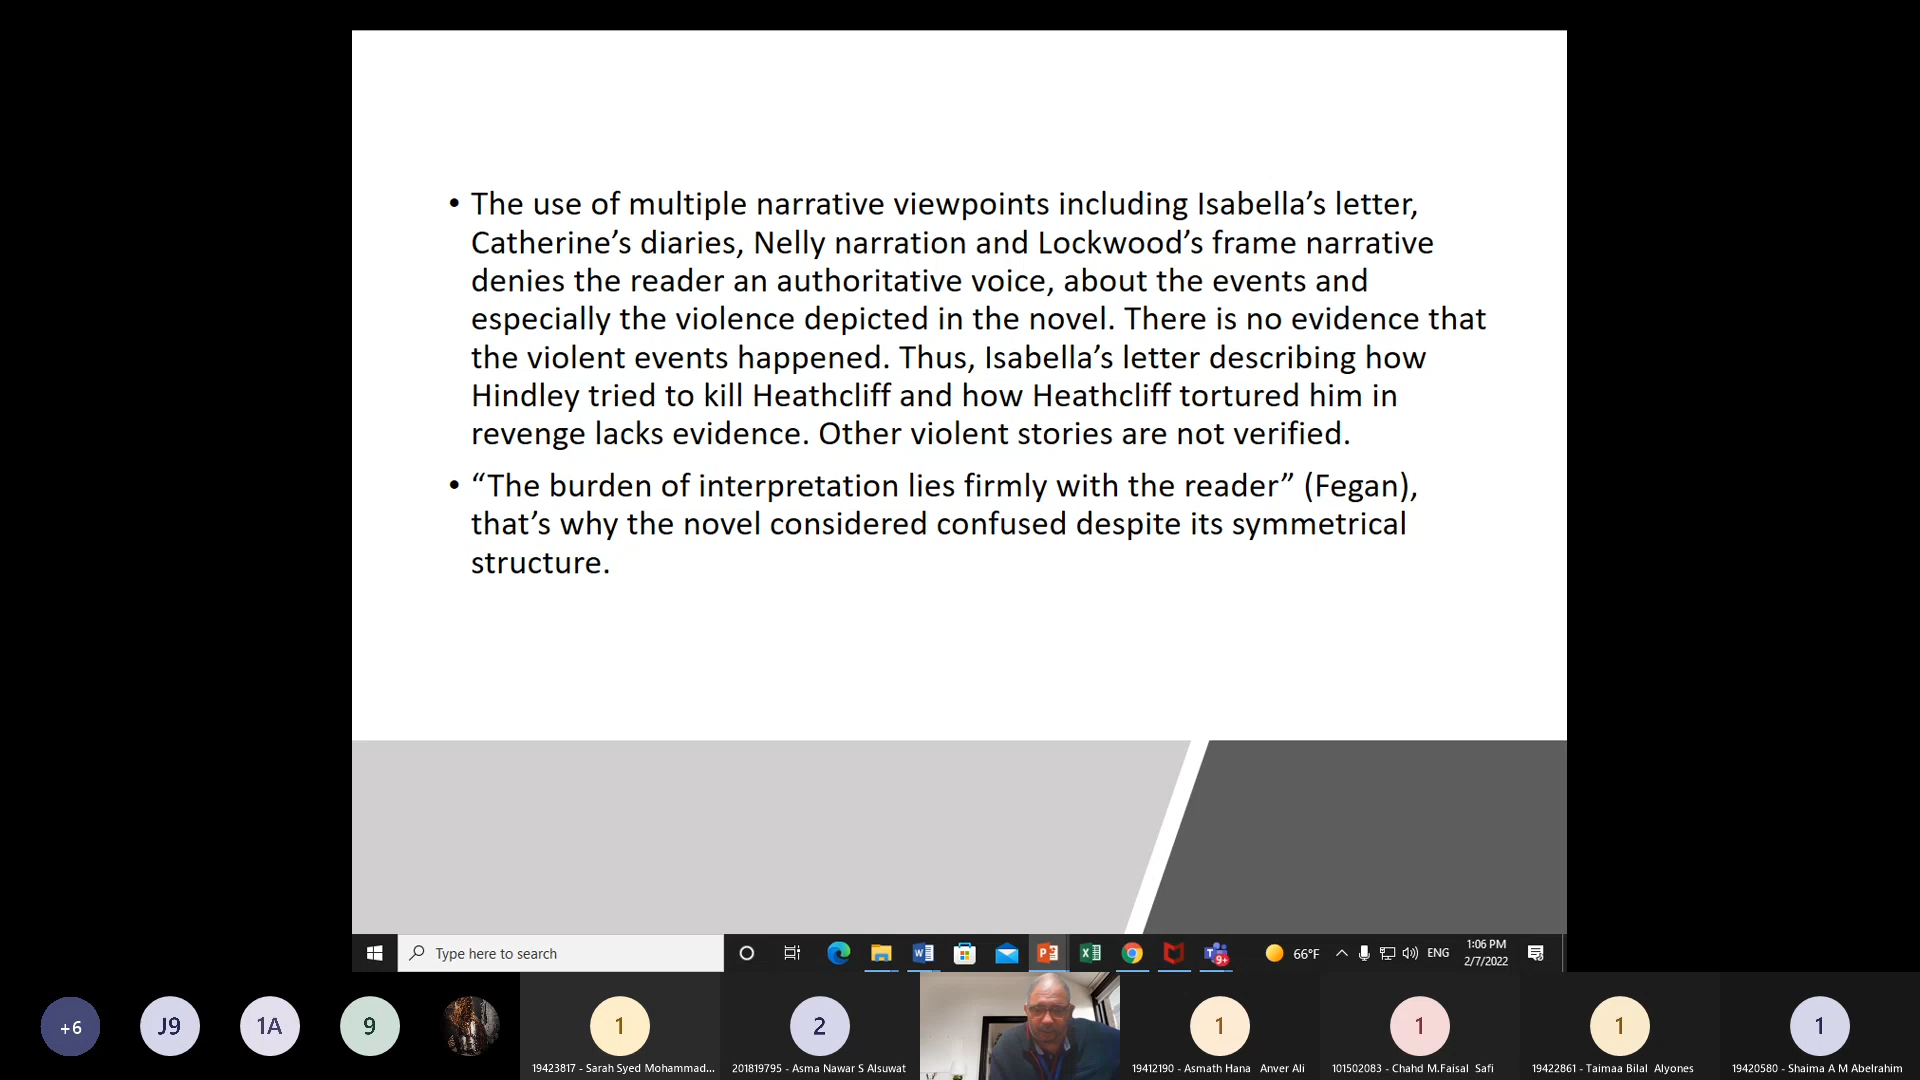 • The use of multiple narrative viewpoints including Isabella’s letter,
Catherine’s diaries, Nelly narration and Lockwood’s frame narrative
denies the reader an authoritative voice, about the events and
especially the violence depicted in the novel. There is no evidence that
the violent events happened. Thus, Isabella’s letter describing how
Hindley tried to kill Heathcliff and how Heathcliff tortured him in
revenge lacks evidence. Other violent stories are not verified.
• “The burden of interpretation lies firmly with the reader” (Fegan),
that’s why the novel considered confused despite its symmetrical
structure.
Type here to search
9+
66°F
ENG
1:06 PM
2/7/2022
+6
J9
1A
9
1
2
1
1
1
1
19423817 - Sarah Syed Mohammad...
201819795 - Asma Nawar S Alsuwat
19412190 - Asmath Hana Anver Ali
101502083 - Chahd M.Faisal Safi
19422861 - Taimaa Bilal Alyones
19420580 - Shaima A M Abelrahim